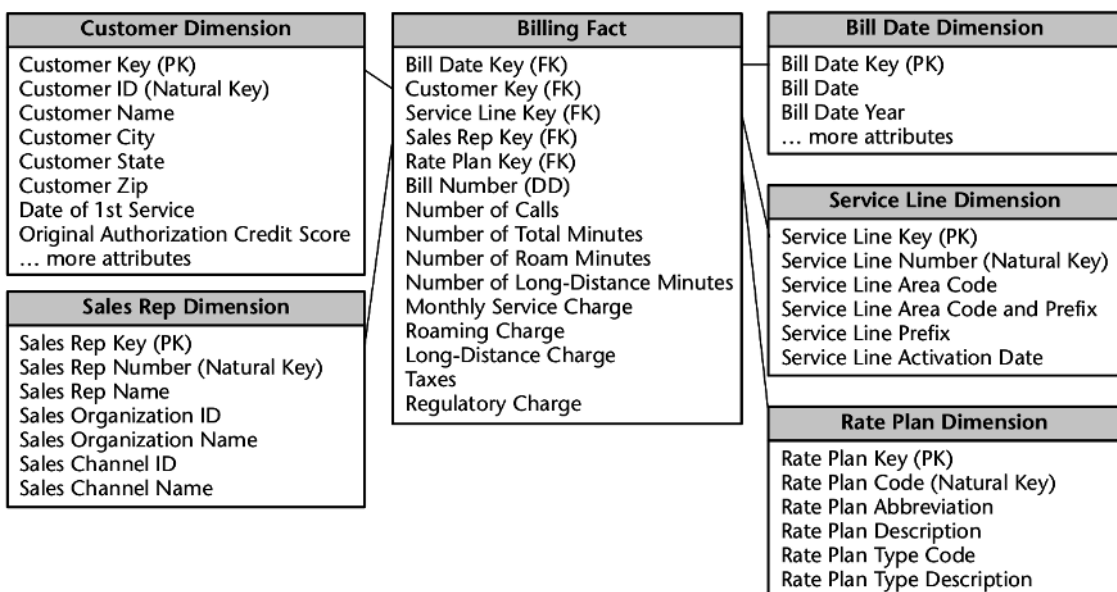 Customer Dimension
Customer Key (PK)
Customer ID (Natural Key)
Customer Name
Customer City
Customer State
Customer Zip
Date of 1st Service
Original Authorization Credit Score
... more attributes
Sales Rep Dimension
Sales Rep Key (PK)
Sales Rep Number (Natural Key)
Sales Rep Name
Sales Organization ID
Sales Organization Name
Sales Channel ID
Sales Channel Name
Billing Fact
Bill Date Key (FK)
Customer Key (FK)
Service Line Key (FK)
Sales Rep Key (FK)
Rate Plan Key (FK)
Bill Number (DD)
Number of Calls
Number of Total Minutes
Number of Roam Minutes
Number of Long-Distance Minutes
Monthly Service Charge
Roaming Charge
Long-Distance Charge
Taxes
Regulatory Charge
Bill Date Dimension
Bill Date Key (PK)
Bill Date
Bill Date Year
... more attributes
Service Line Dimension
Service Line Key (PK)
Service Line Number (Natural Key)
Service Line Area Code
Service Line Area Code and Prefix
Service Line Prefix
Service Line Activation Date
Rate Plan Dimension
Rate Plan Key (PK)
Rate Plan Code (Natural Key)
Rate Plan Abbreviation
Rate Plan Description
Rate Plan Type Code
Rate Plan Type Description